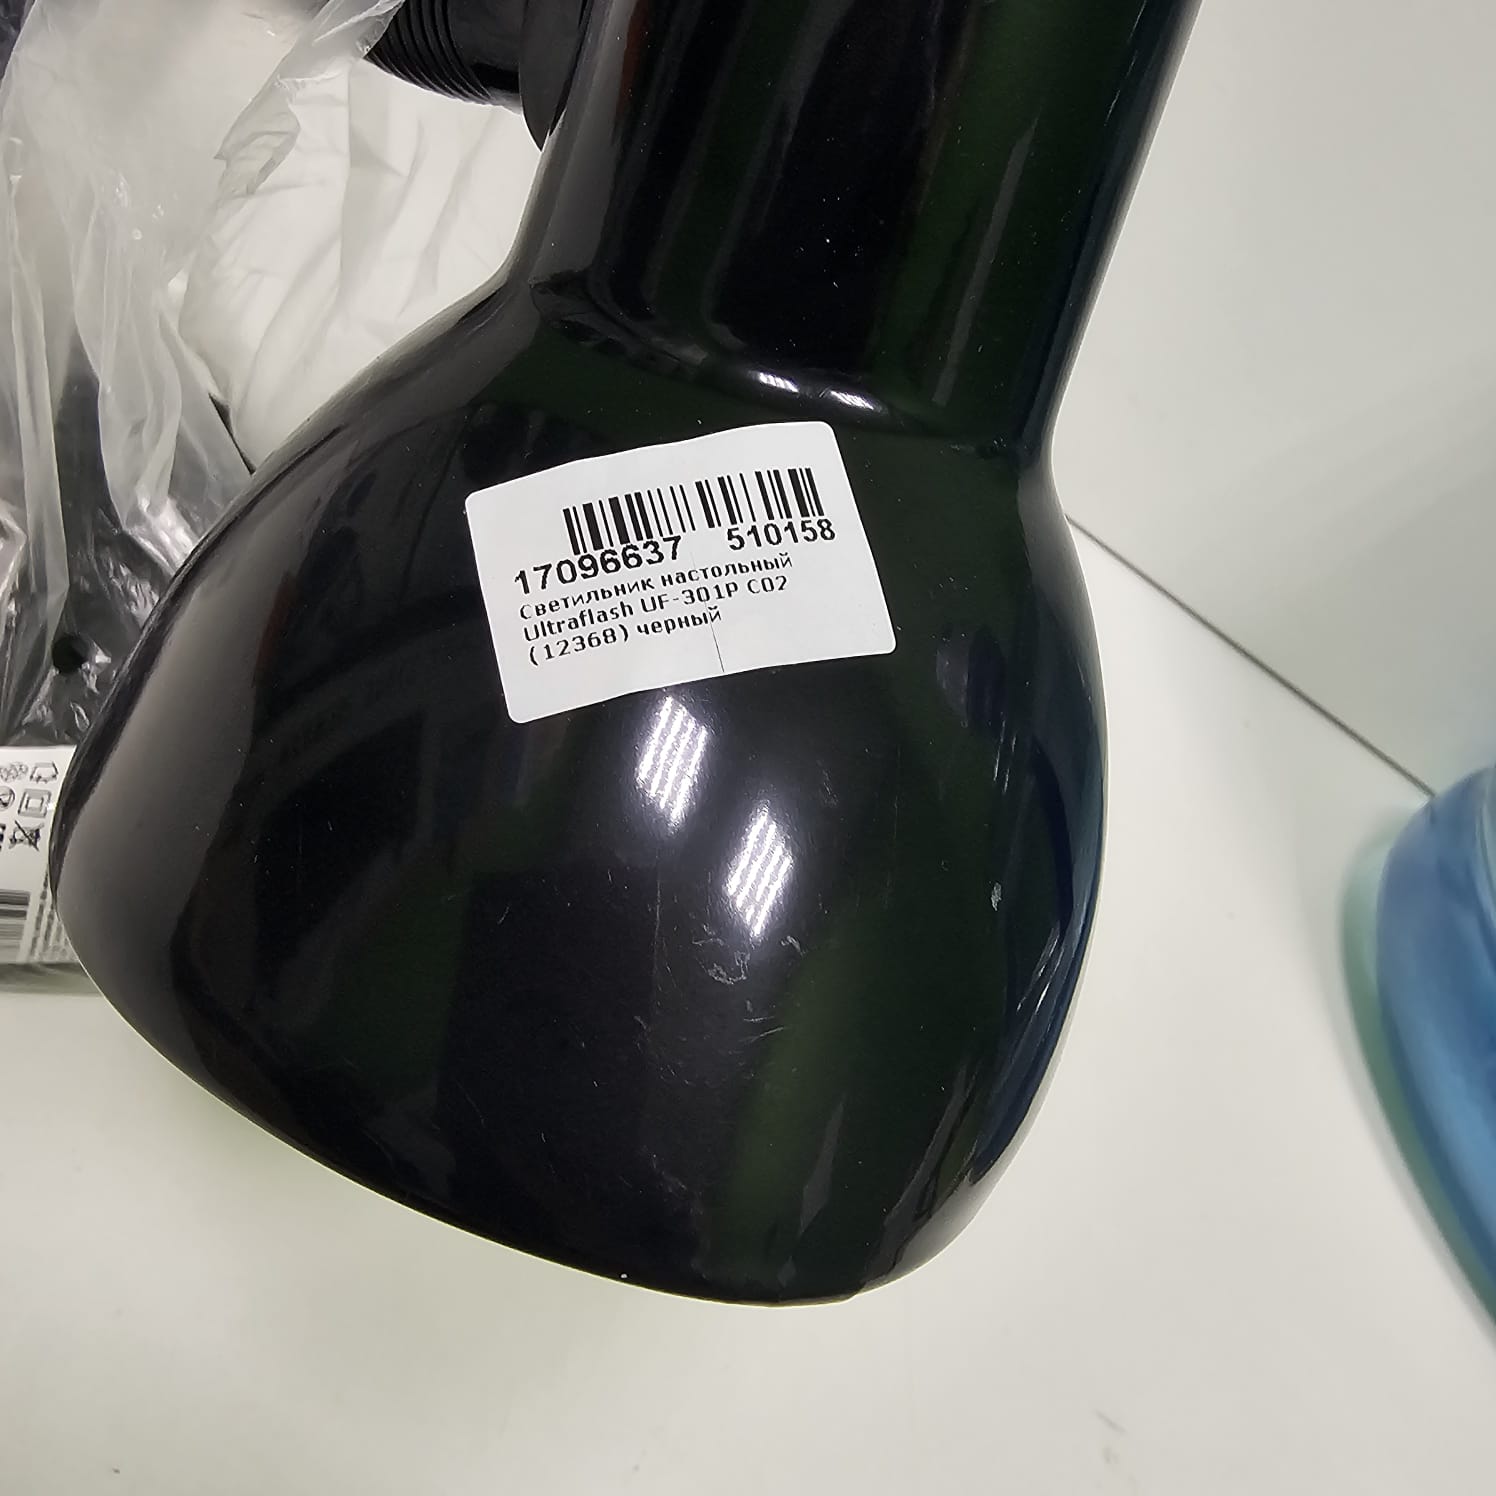 17096637 510158
Светильник настольный
Ultraflash UF-301P C02
(12368) черный